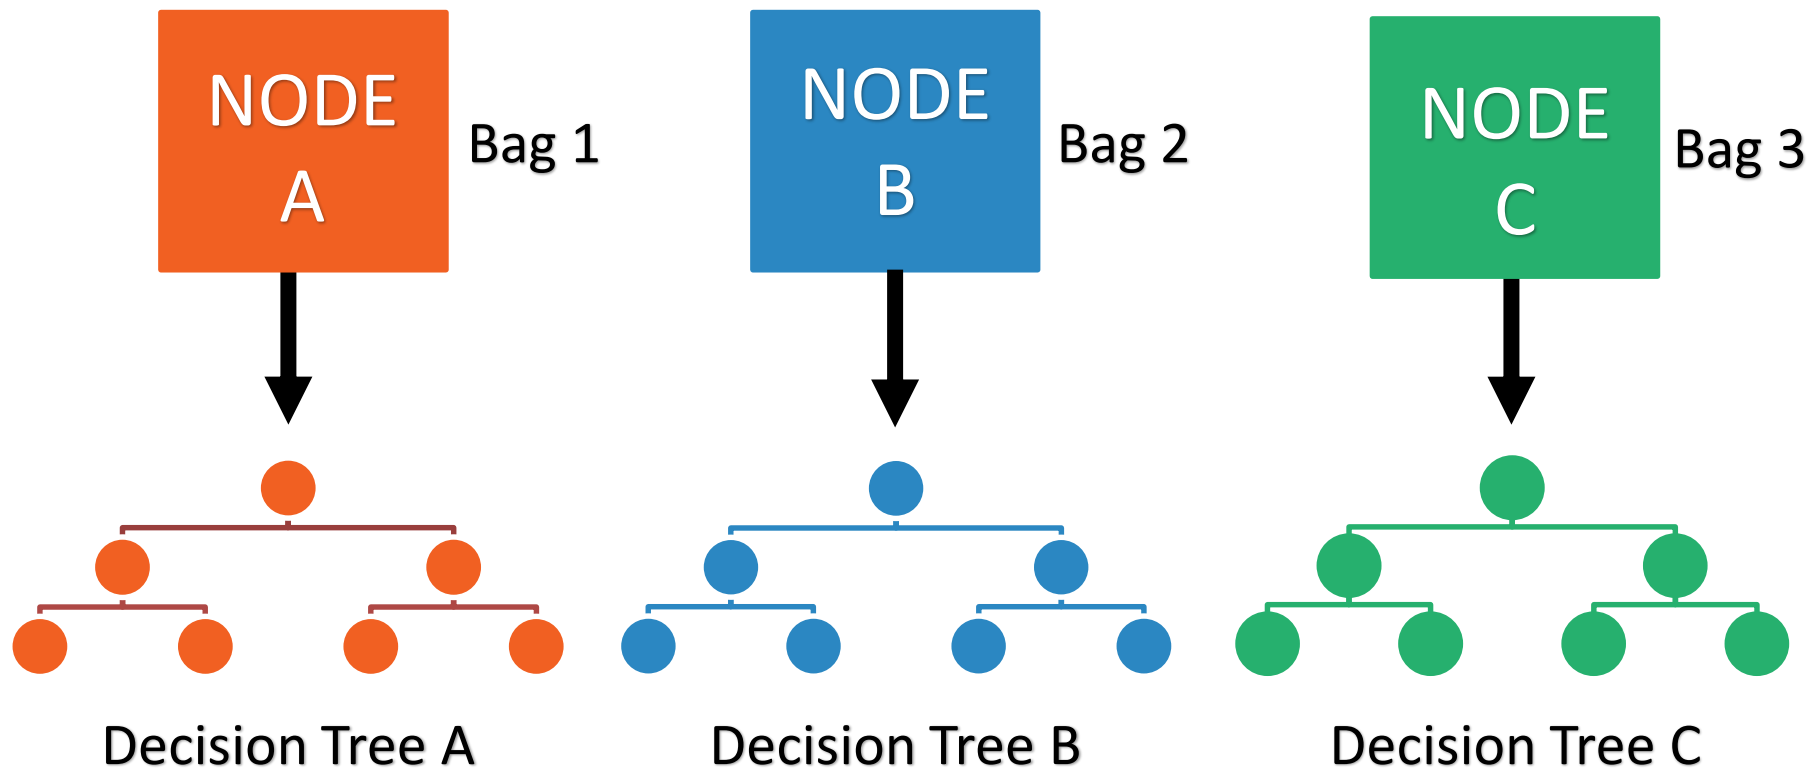 NODE
A
Bag 1
NODE
B
Bag 2
NODE
C
Bag 3
Decision Tree A
Decision Tree B
Decision Tree C